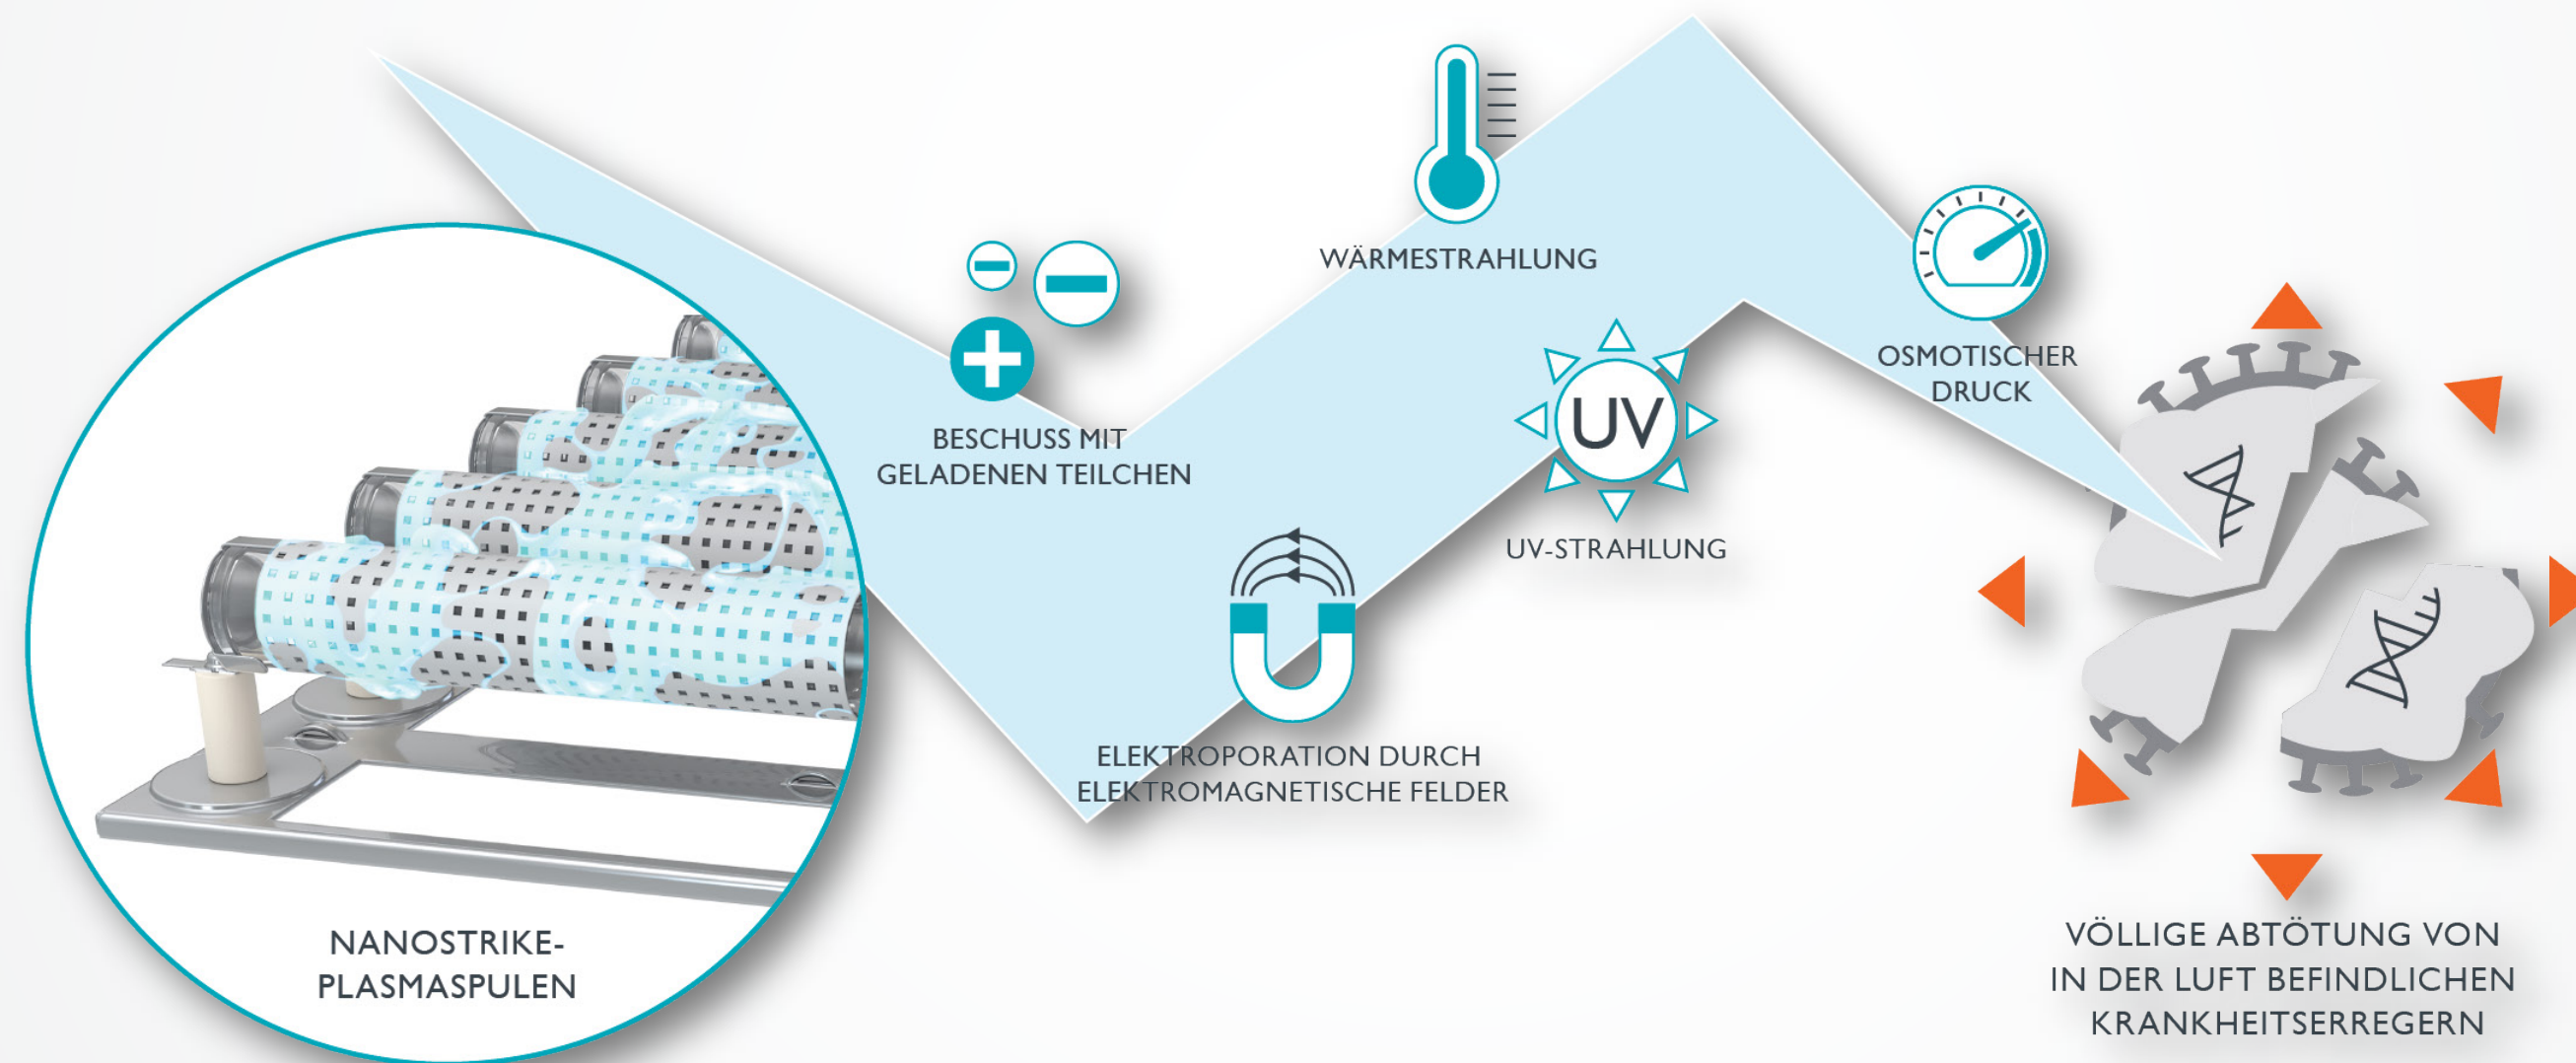 NANOSTRIKE-
PLASMASPULEN
BESCHUSS MIT
GELADENEN TEILCHEN
ELEKTROPORATION DURCH
ELEKTROMAGNETISCHE FELDER
WÄRMESTRAHLUNG
UV
UV-STRAHLUNG
OSMOTISCHER
DRUCK
VÖLLIGE ABTÖTUNG VON
IN DER LUFT BEFINDLICHEN
KRANKHEITSERREGERN